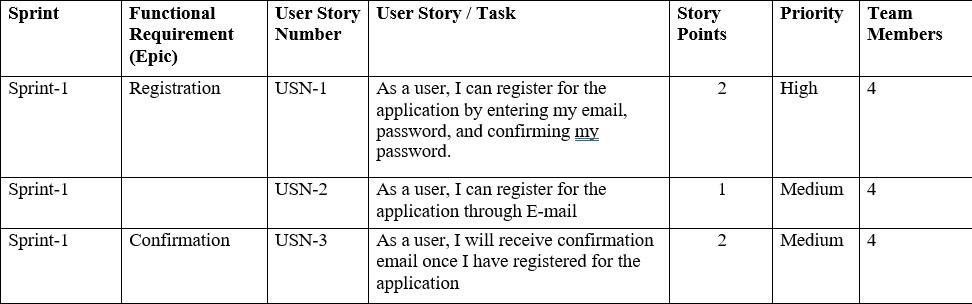 Sprint Functional Requirement (Epic) User Story Number User Story / Task Story Points Priority Team Members
Sprint-1 Registration USN-1 As a user, I can register for the
application by entering my email,
password, and confirming my
password. 2 High 4
Sprint-1 USN-2 As a user, I can register for the
application through E-mail 1 Medium 4
Sprint-1 Confirmation USN-3 As a user, I will receive confirmation
email once I have registered for the
application 2 Medium 4